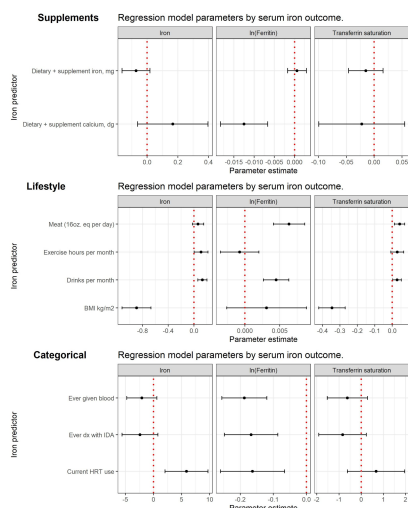 Supplements Regression model parameters by serum iron outcome.
Iron ln(Ferritin) Transferrin saturation
Dietary + supplement iron, mg
Dietary + supplement calcium, dg
Iron predictor
0.0 0.2 0.4 -0.015 -0.010 -0.005 0.000 -0.10 -0.05 0.00 0.05
Parameter estimate
Lifestyle Regression model parameters by serum iron outcome.
Iron ln(Ferritin) Transferrin saturation
Meat (16oz. eq per day)
Exercise hours per month
Drinks per month
BMI kg/m2
Iron predictor
-0.8 -0.4 0.0 0.000 0.005 -0.4 -0.3 -0.2 -0.1 0.0
Parameter estimate
Categorical Regression model parameters by serum iron outcome.
Iron ln(Ferritin) Transferrin saturation
Ever given blood
Ever dx with IDA
Current HRT use
Iron predictor
-5 0 5 10 -0.2 -0.1 0.0 -2 -1 0 1 2
Parameter estimate